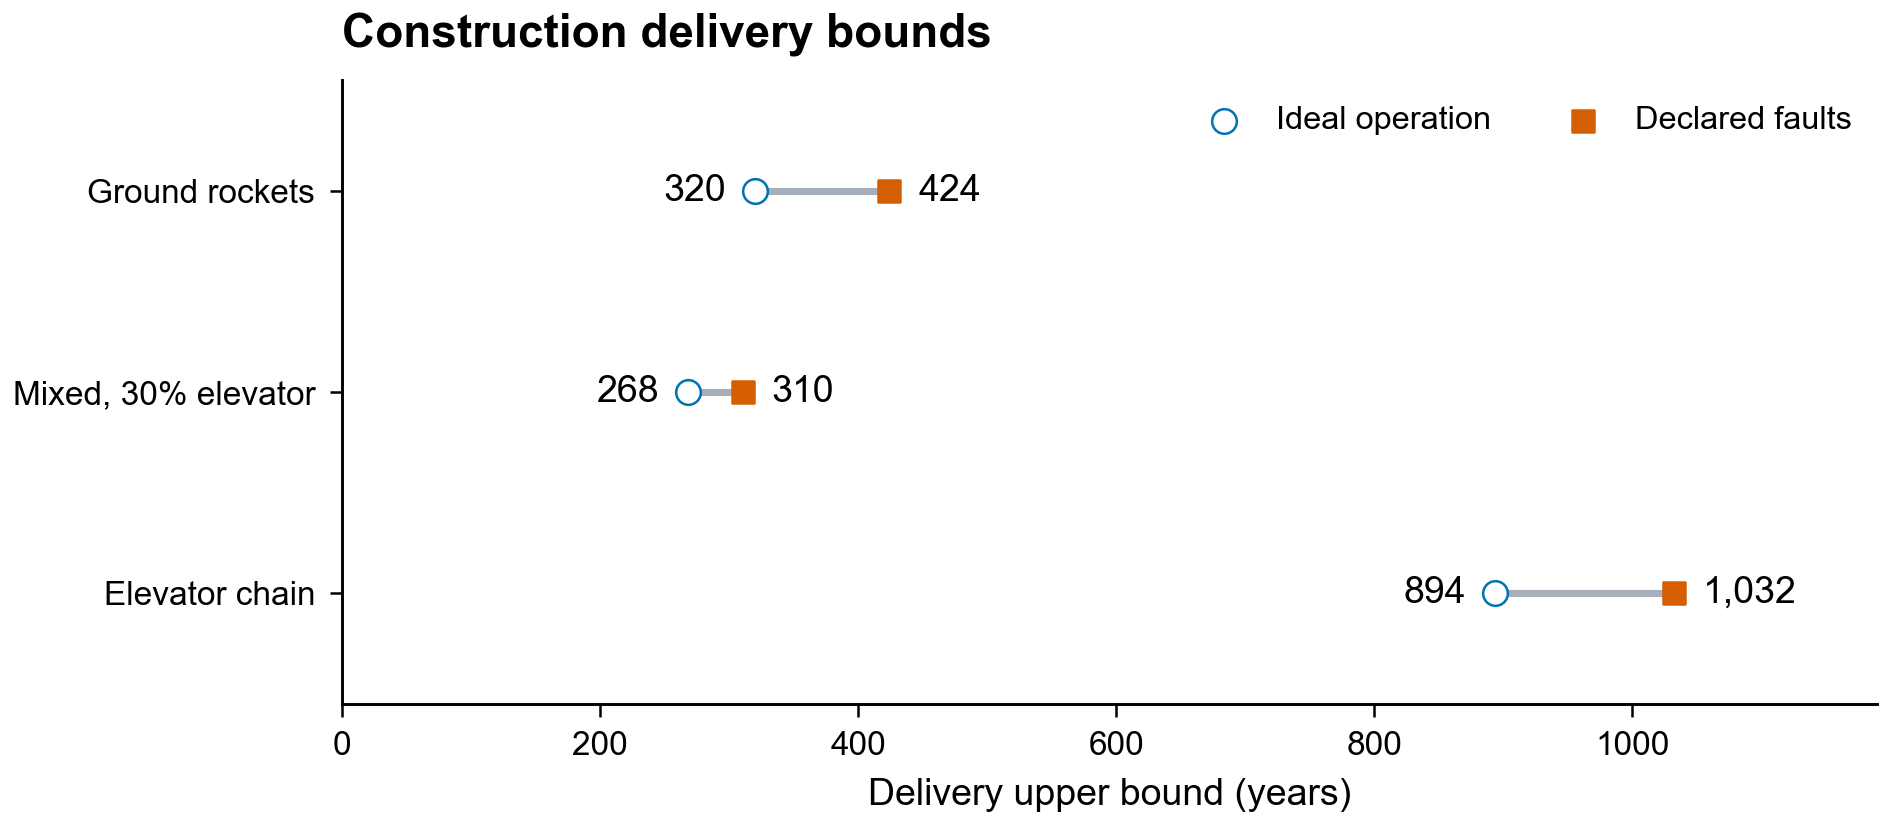 Construction delivery bounds
Ideal operation
Declared faults
Ground rockets
320
424
Mixed, 30% elevator
268
310
Elevator chain
894
1,032
0
200
400
600
800
1000
Delivery upper bound (years)